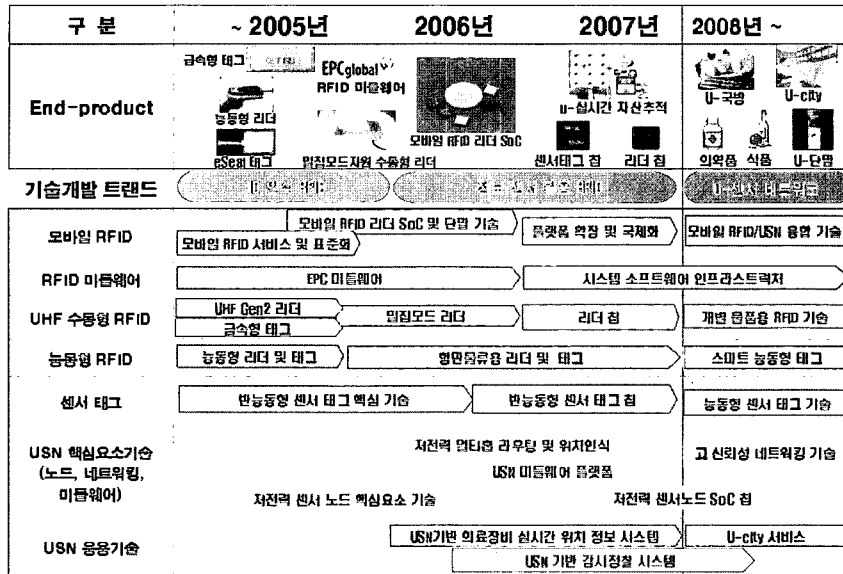 구 분 ~ 2005년 2006년 2007년 2008년 ~
End-product
금속형 태그
EPCglobal
RFID 미들웨어
능동형 리더
eSeal 태그
밀집모드지원 수동형 리더
모바일 RFID 리더 SoC
u-실시간 자산추적
센서태그 칩 리더 칩
U-국방 U-city
의약품 식품 U-단말
기술개발 트랜드
U-센서 네트워크
모바일 RFID
모바일 RFID 리더 SoC 및 단말 기술
모바일 RFID 서비스 및 표준화
플랫폼 확장 및 국제화
모바일 RFID/USN 융합 기술
RFID 미들웨어
EPC 미들웨어
시스템 소프트웨어 인프라스트럭처
UHF 수동형 RFID
UHF Gen2 리더
금속형 태그
밀집모드 리더
리더 칩
개변 물품용 RFID 기술
능동형 RFID
능동형 리더 및 태그
항만물류용 리더 및 태그
스마트 능동형 태그
센서 태그
반능동형 센서 태그 핵심 기술
반능동형 센서 태그 칩
능동형 센서 태그 기술
USN 핵심요소기술
(노드, 네트워킹,
미들웨어)
저전력 멀티홉 라우팅 및 위치인식
USN 미들웨어 플랫폼
저전력 센서 노드 핵심요소 기술
저전력 센서노드 SoC 칩
고 신뢰성 네트워킹 기술
USN 응용기술
USN기반 의료장비 실시간 위치 정보 시스템
USN 기반 감시정찰 시스템
U-city 서비스